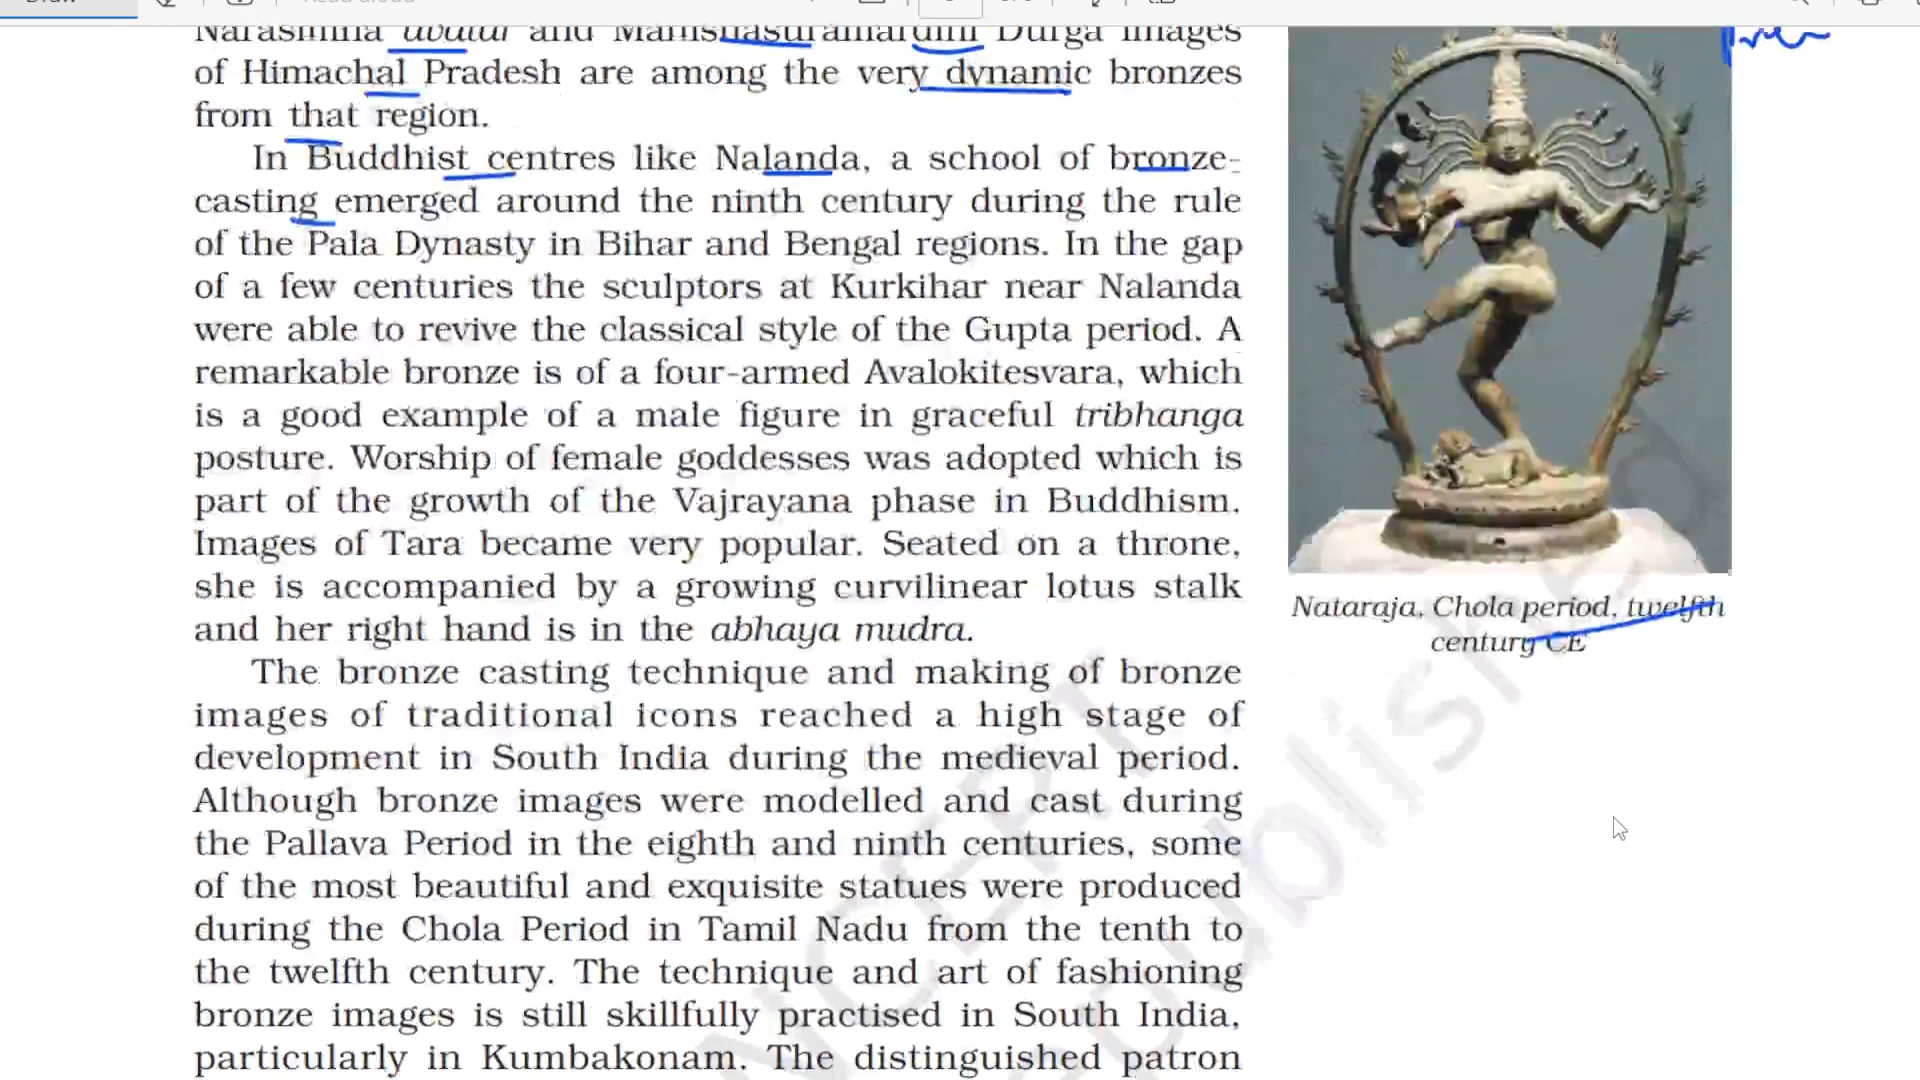 Narasimha avatar and Mahishasuramardini Durga images
of Himachal Pradesh are among the very dynamic bronzes
from that region.
In Buddhist centres like Nalanda, a school of bronze-
casting emerged around the ninth century during the rule
of the Pala Dynasty in Bihar and Bengal regions. In the gap
of a few centuries the sculptors at Kurkihar near Nalanda
were able to revive the classical style of the Gupta period. A
remarkable bronze is of a four-armed Avalokitesvara, which
is a good example of a male figure in graceful tribhanga
posture. Worship of female goddesses was adopted which is
part of the growth of the Vajrayana phase in Buddhism.
Images of Tara became very popular. Seated on a throne,
she is accompanied by a growing curvilinear lotus stalk
and her right hand is in the abhaya mudra.
The bronze casting technique and making of bronze
images of traditional icons reached a high stage of
development in South India during the medieval period.
Although bronze images were modelled and cast during
the Pallava Period in the eighth and ninth centuries, some
of the most beautiful and exquisite statues were produced
during the Chola Period in Tamil Nadu from the tenth to
the twelfth century. The technique and art of fashioning
bronze images is still skillfully practised in South India,
particularly in Kumbakonam. The distinguished patron
Nataraja, Chola period, twelfth
century CE